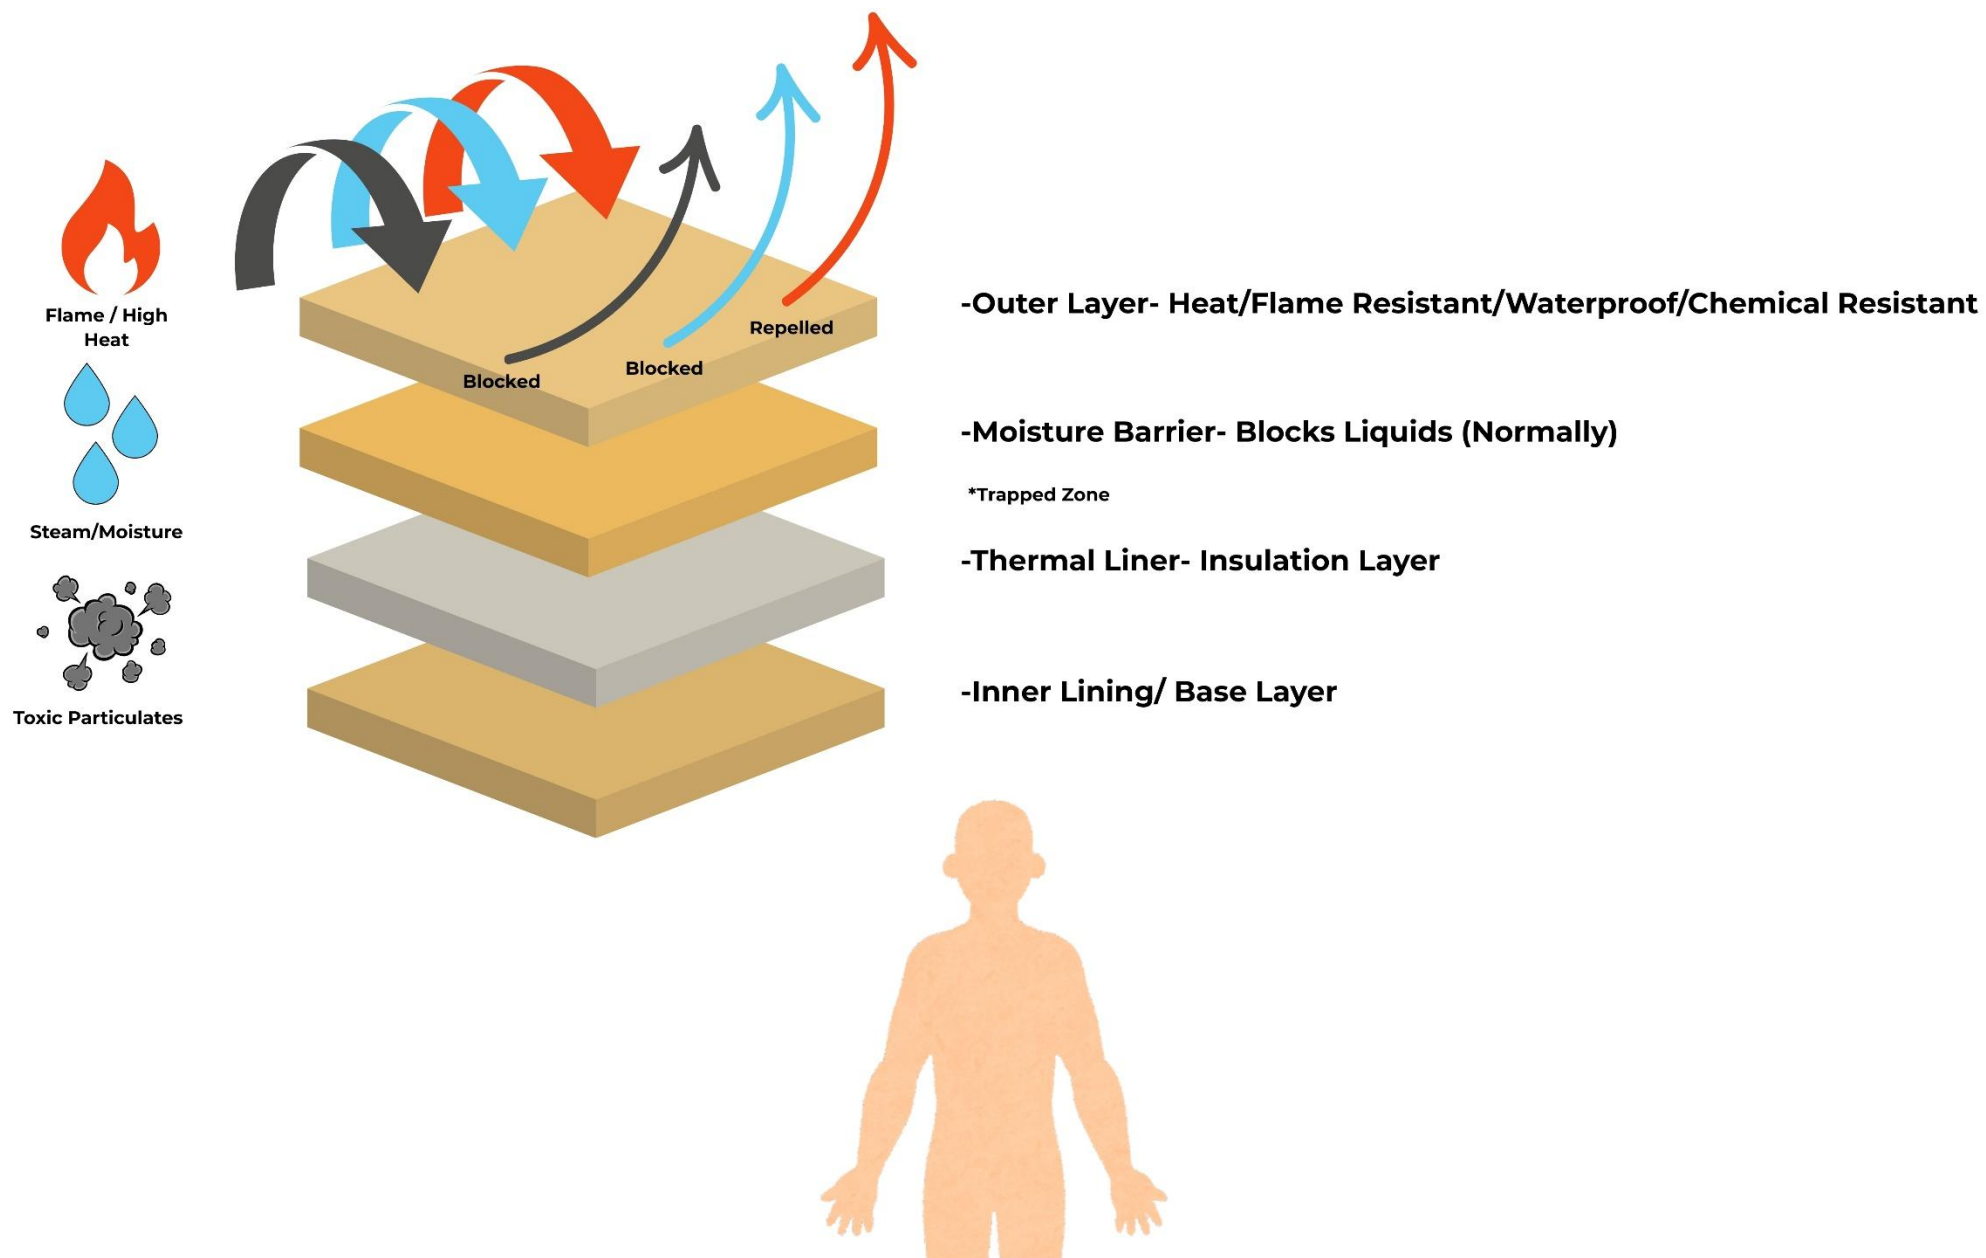 Flame / High
Heat
Steam/Moisture
Toxic Particulates
Blocked
Blocked
Repelled
-Outer Layer- Heat/Flame Resistant/Waterproof/Chemical Resistant
-Moisture Barrier- Blocks Liquids (Normally)
*Trapped Zone
-Thermal Liner- Insulation Layer
-Inner Lining/ Base Layer